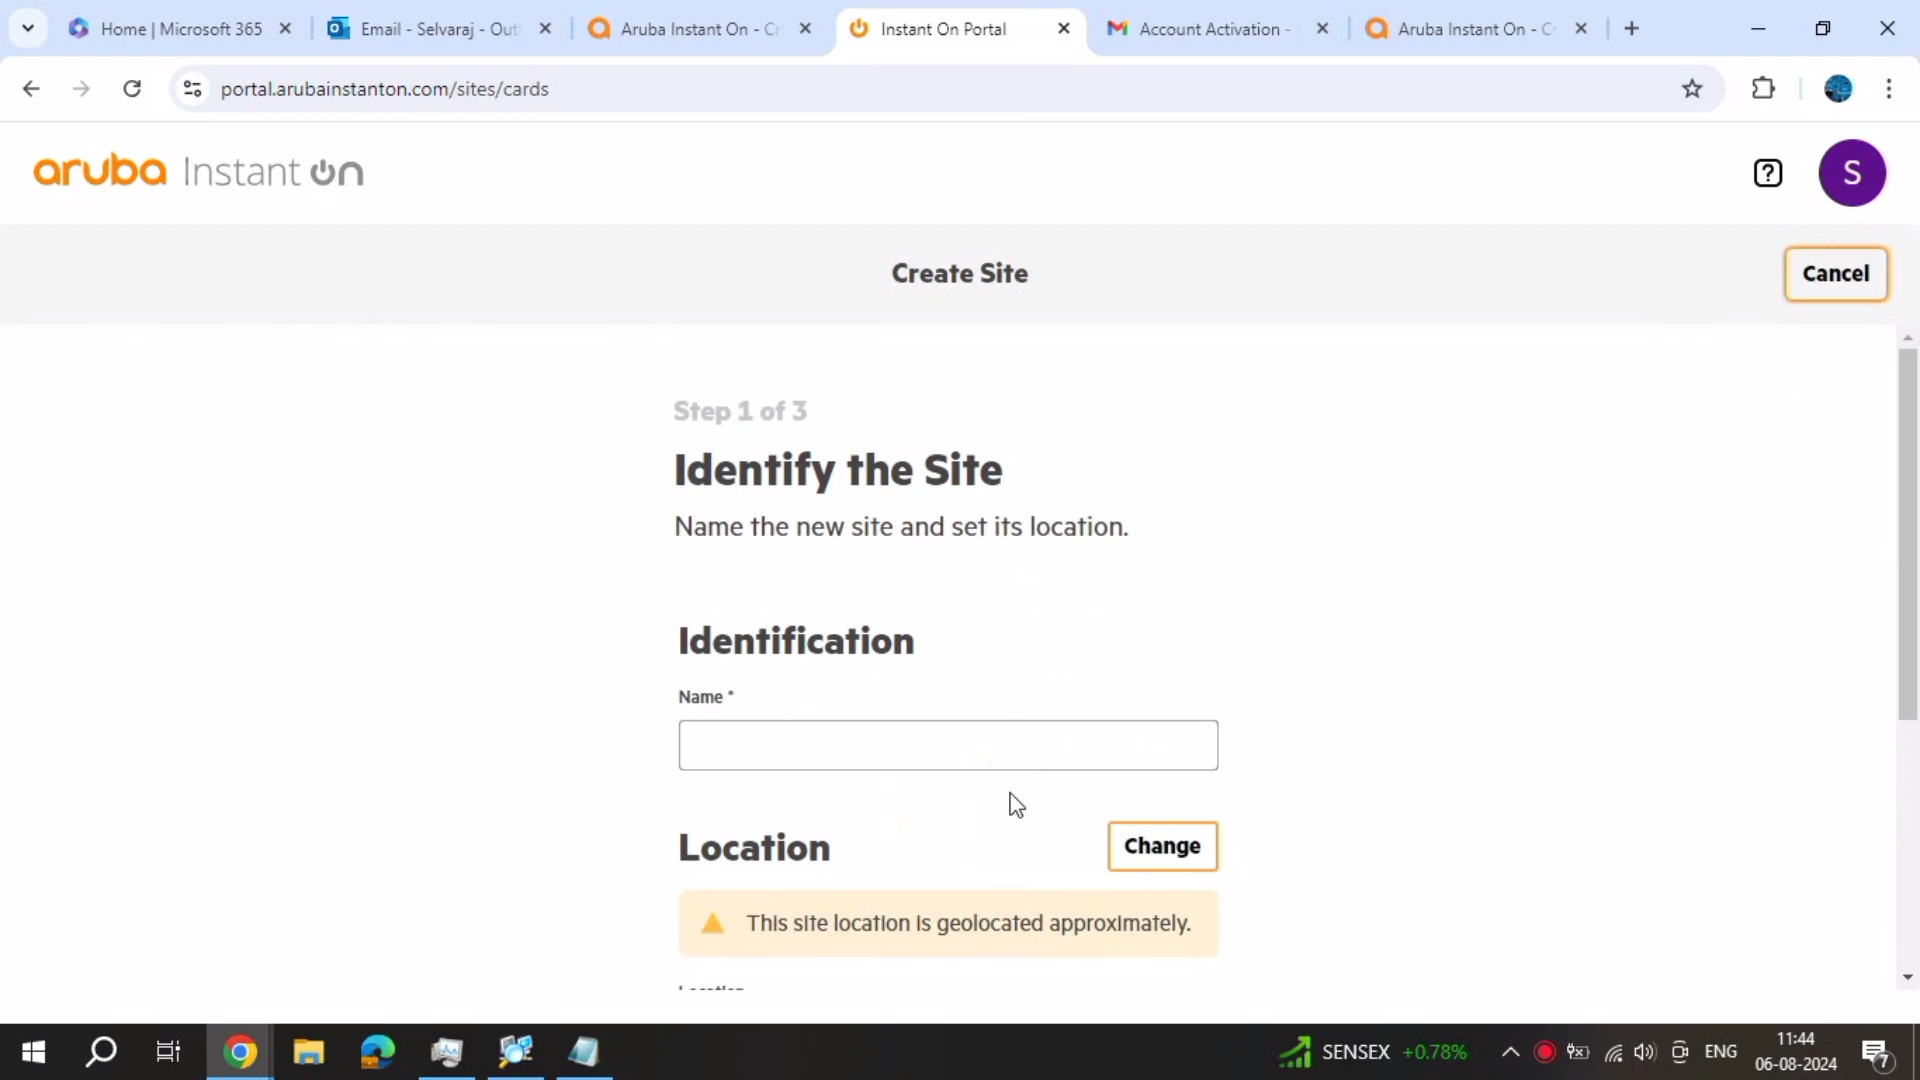 Home | Microsoft 365
Email - Selvaraj - Out
Aruba Instant On - C
Instant On Portal
Account Activation -
Aruba Instant On - C
portal.arubainstanton.com/sites/cards
aruba Instant On
S
Create Site
Cancel
Step 1 of 3
Identify the Site
Name the new site and set its location.
Identification
Name *
Location
Change
This site location is geolocated approximately.
SENSEX +0.78%
ENG
11:44
06-08-2024
7